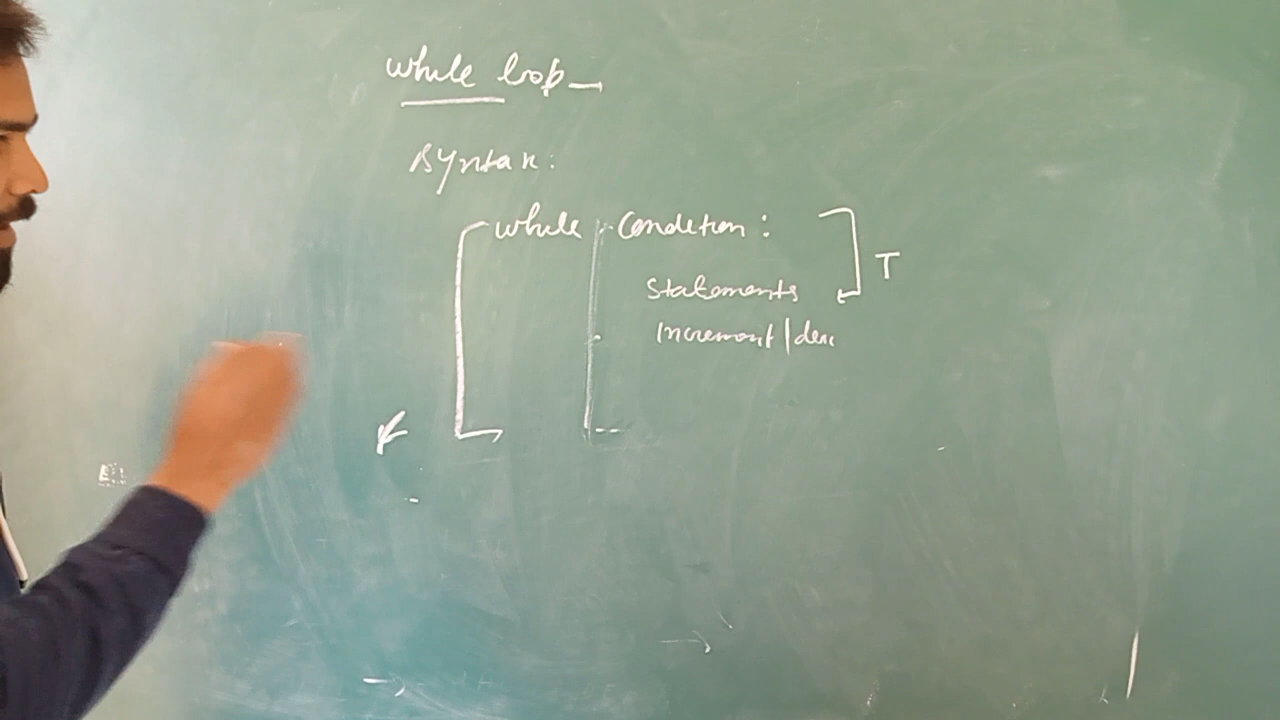 while loop
Syntax:
while condition:
T
Statements
Increment/dec